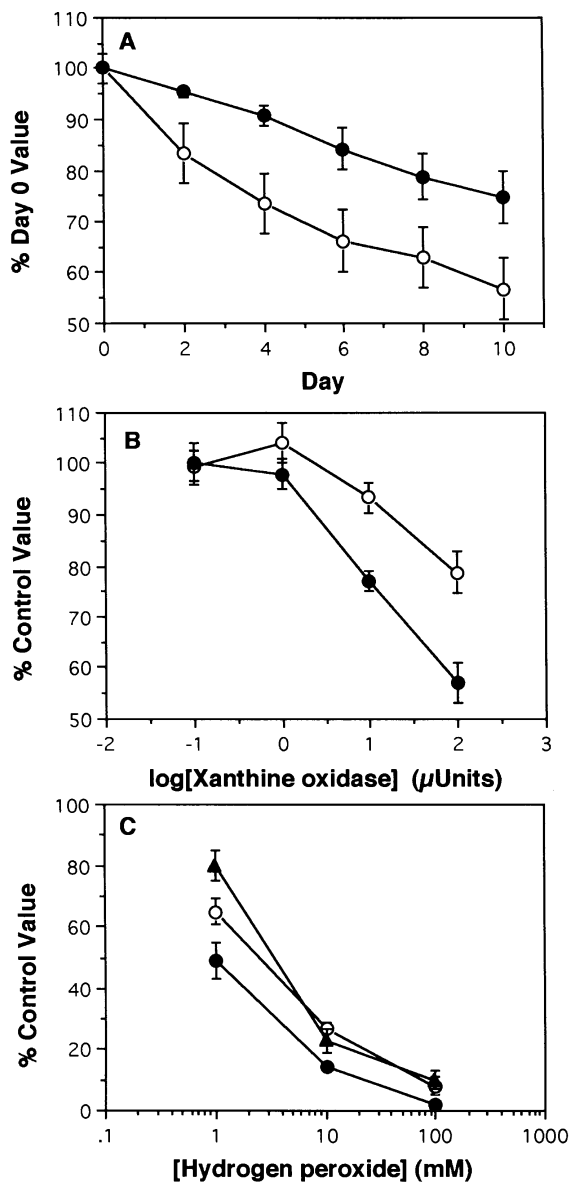 A
110
100
90
80
70
60
50
% Day 0 Value
0 2 4 6 8 10
Day
B
110
100
90
80
70
60
50
% Control Value
-2 -1 0 1 2 3
log[Xanthine oxidase] (µUnits)
C
100
80
60
40
20
0
% Control Value
.1 1 10 100 1000
[Hydrogen peroxide] (mM)